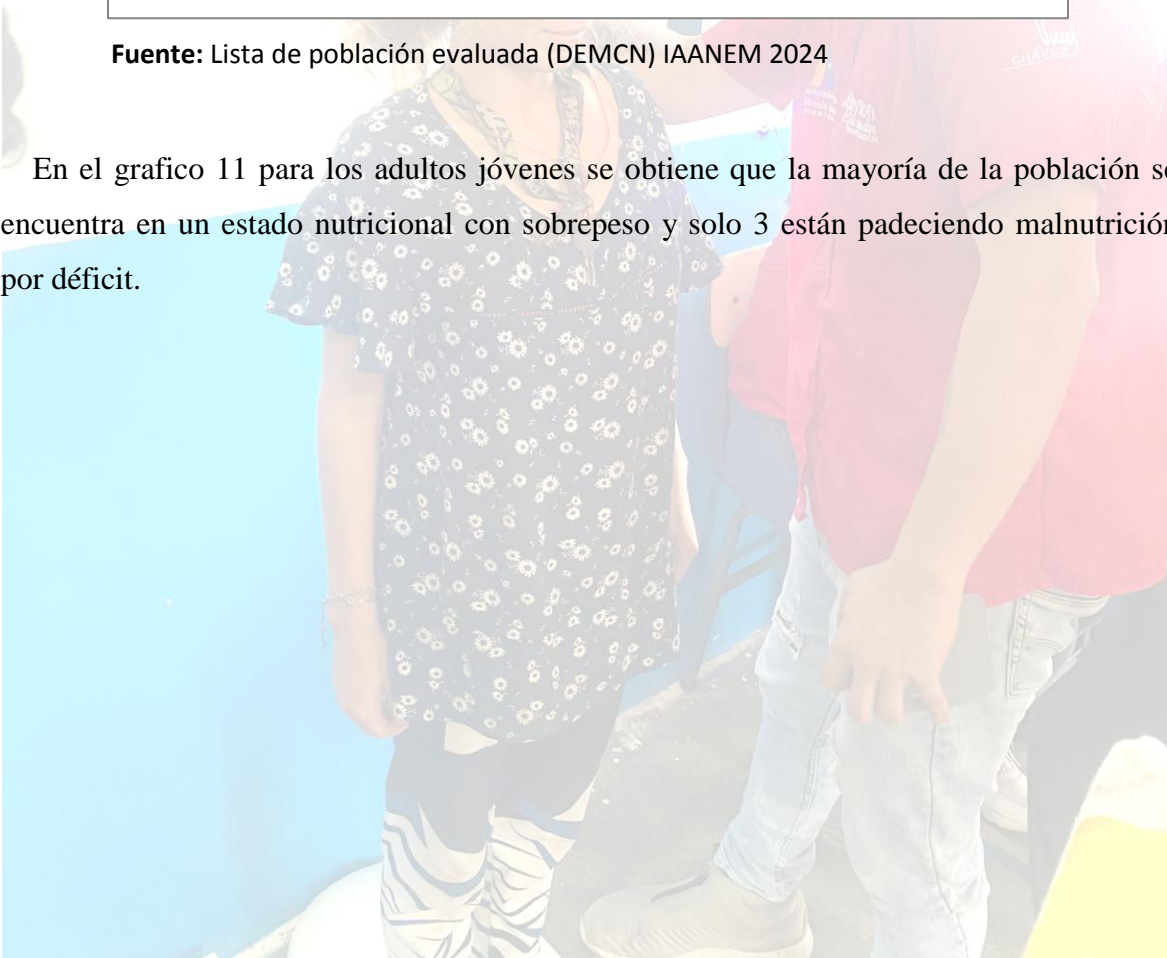 CHÁVEZ
Fuente: Lista de población evaluada (DEMCN) IAANEM 2024
En el grafico 11 para los adultos jóvenes se obtiene que la mayoría de la población se
encuentra en un estado nutricional con sobrepeso y solo 3 están padeciendo malnutrición
por déficit.